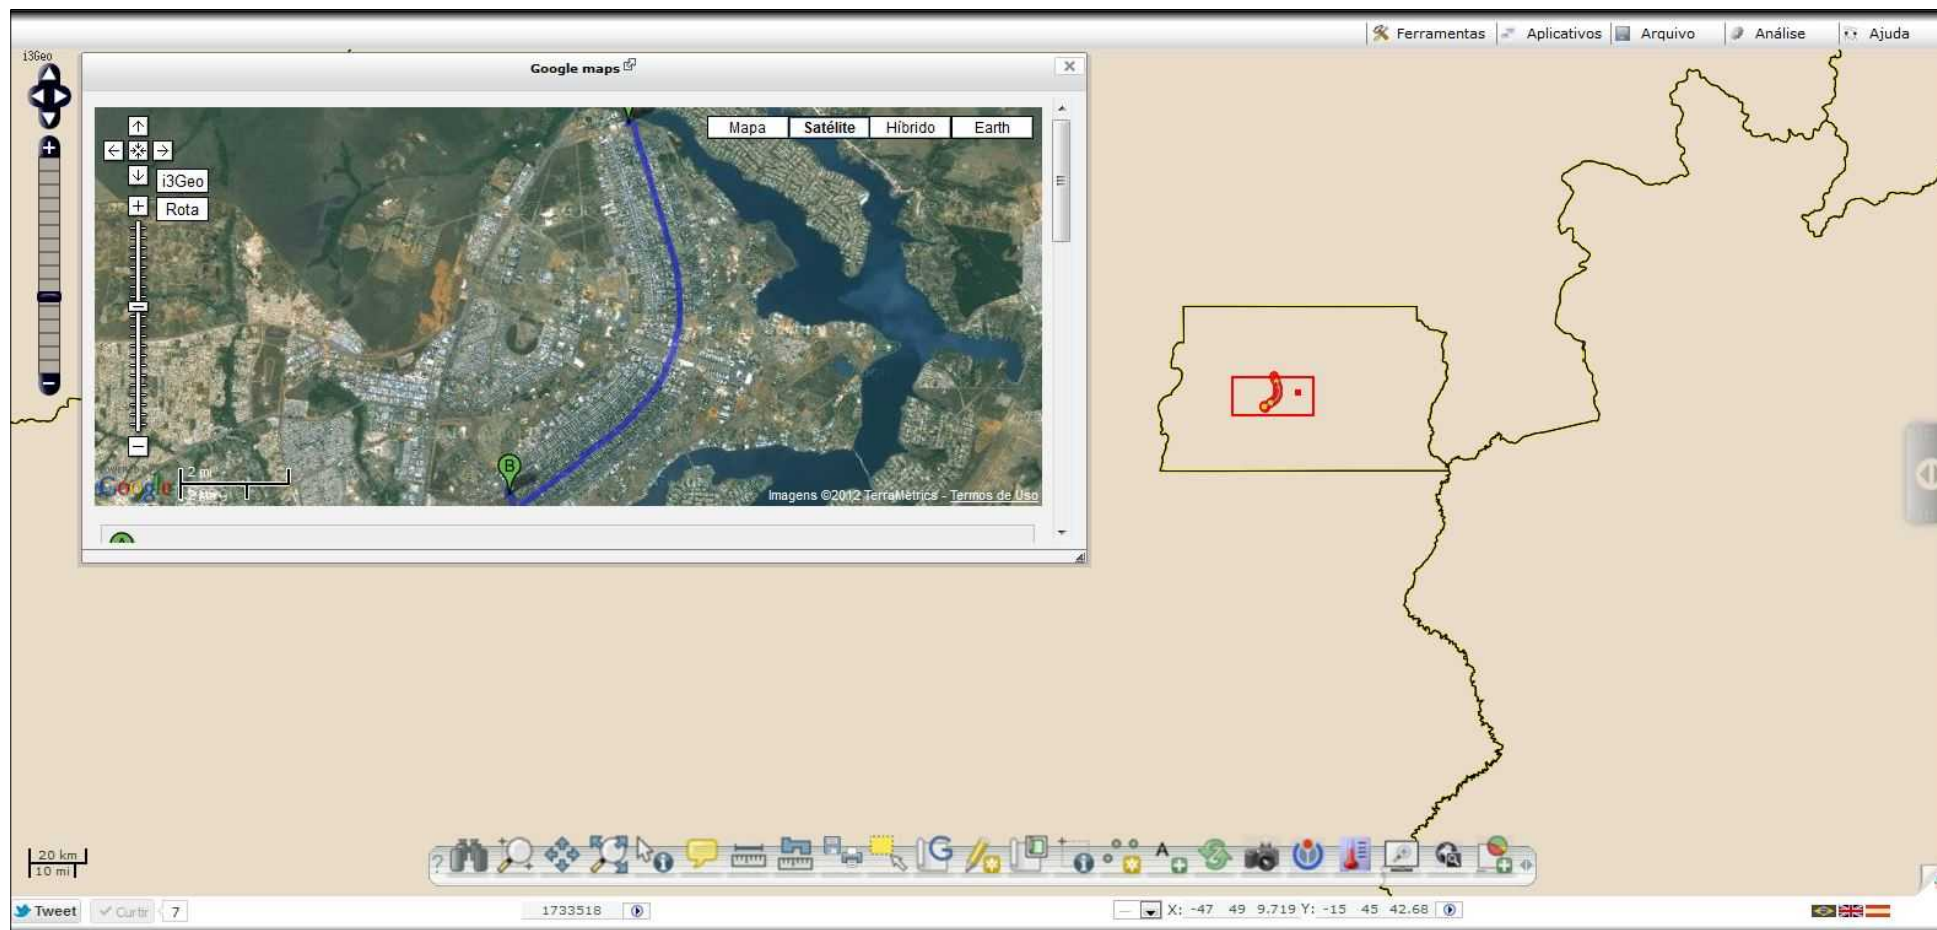 Ferramentas Aplicativos Arquivo Análise Ajuda
i3Geo
Google maps
Mapa Satélite Híbrido Earth
i3Geo
Rota
B
2 mi
Google
Imagens ©2012 TerraMetrics - Termos de Uso
20 km
10 mi
Tweet Curtir 7 1733518 X: -47 49 9.719 Y: -15 45 42.68